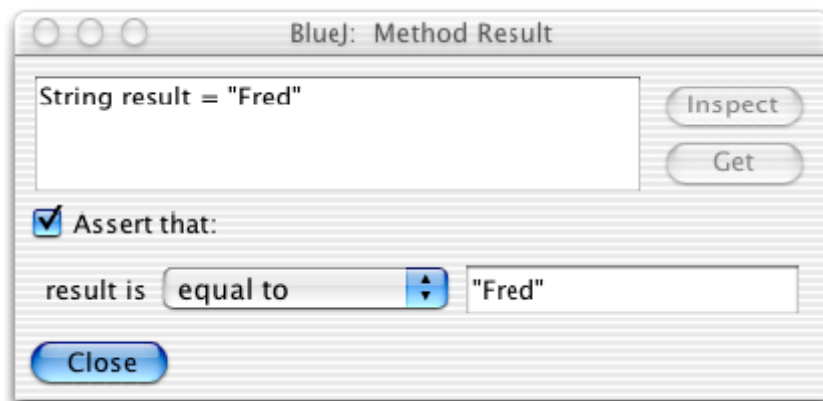 BlueJ: Method Result
String result = "Fred"
Inspect
Get
Assert that:
result is equal to "Fred"
Close